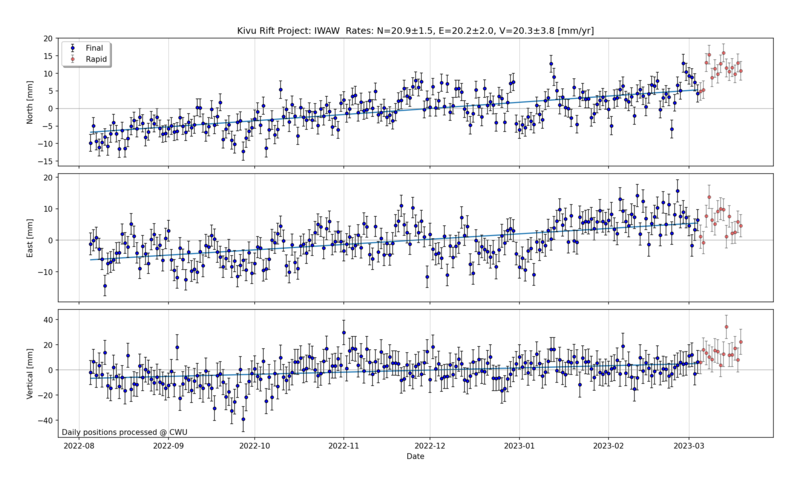 Kivu Rift Project: IWAW Rates: N=20.9±1.5, E=20.2±2.0, V=20.3±3.8 [mm/yr]
Final
Rapid
North [mm]
20
15
10
5
0
−5
−10
−15
East [mm]
20
10
0
−10
Vertical [mm]
40
20
0
−20
−40
Daily positions processed @ CWU
2022-08 2022-09 2022-10 2022-11 2022-12 2023-01 2023-02 2023-03
Date